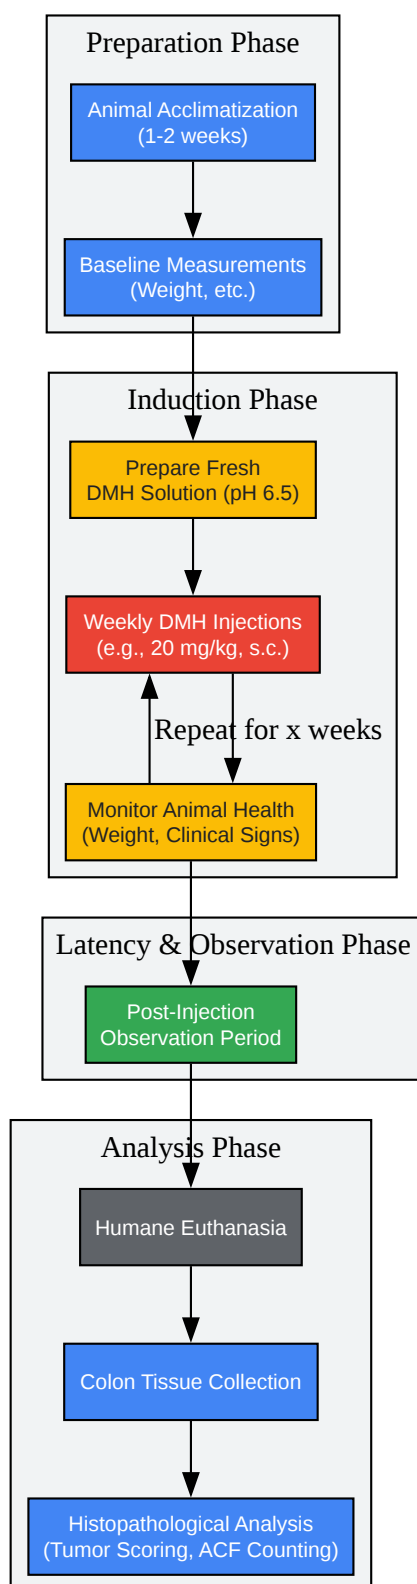 Preparation Phase
Animal Acclimatization
(1-2 weeks)
Baseline Measurements
(Weight, etc.)
Induction Phase
Prepare Fresh
DMH Solution (pH 6.5)
Weekly DMH Injections
(e.g., 20 mg/kg, s.c.)
Repeat for x weeks
Monitor Animal Health
(Weight, Clinical Signs)
Latency & Observation Phase
Post-Injection
Observation Period
Analysis Phase
Humane Euthanasia
Colon Tissue Collection
Histopathological Analysis
(Tumor Scoring, ACF Counting)